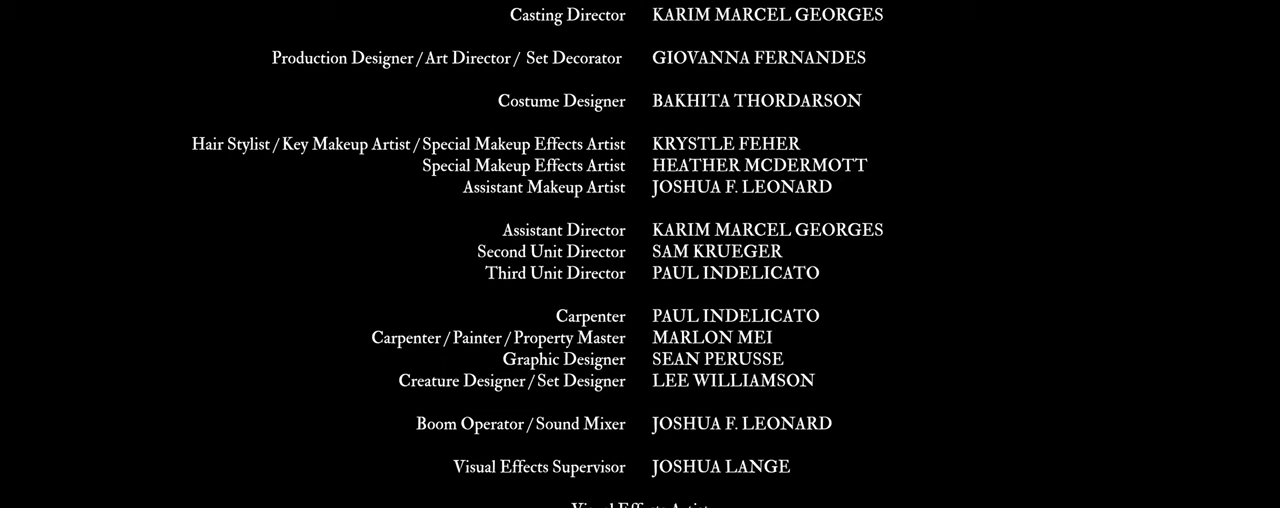 Casting Director KARIM MARCEL GEORGES
Production Designer/Art Director/ Set Decorator GIOVANNA FERNANDES
Costume Designer BAKHITA THORDARSON
Hair Stylist/Key Makeup Artist/Special Makeup Effects Artist KRYSTLE FEHER
Special Makeup Effects Artist HEATHER MCDERMOTT
Assistant Makeup Artist JOSHUA F. LEONARD
Assistant Director KARIM MARCEL GEORGES
Second Unit Director SAM KRUEGER
Third Unit Director PAUL INDELICATO
Carpenter PAUL INDELICATO
Carpenter/Painter/Property Master MARLON MEI
Graphic Designer SEAN PERUSSE
Creature Designer/Set Designer LEE WILLIAMSON
Boom Operator/Sound Mixer JOSHUA F. LEONARD
Visual Effects Supervisor JOSHUA LANGE
Visual Effects Artist